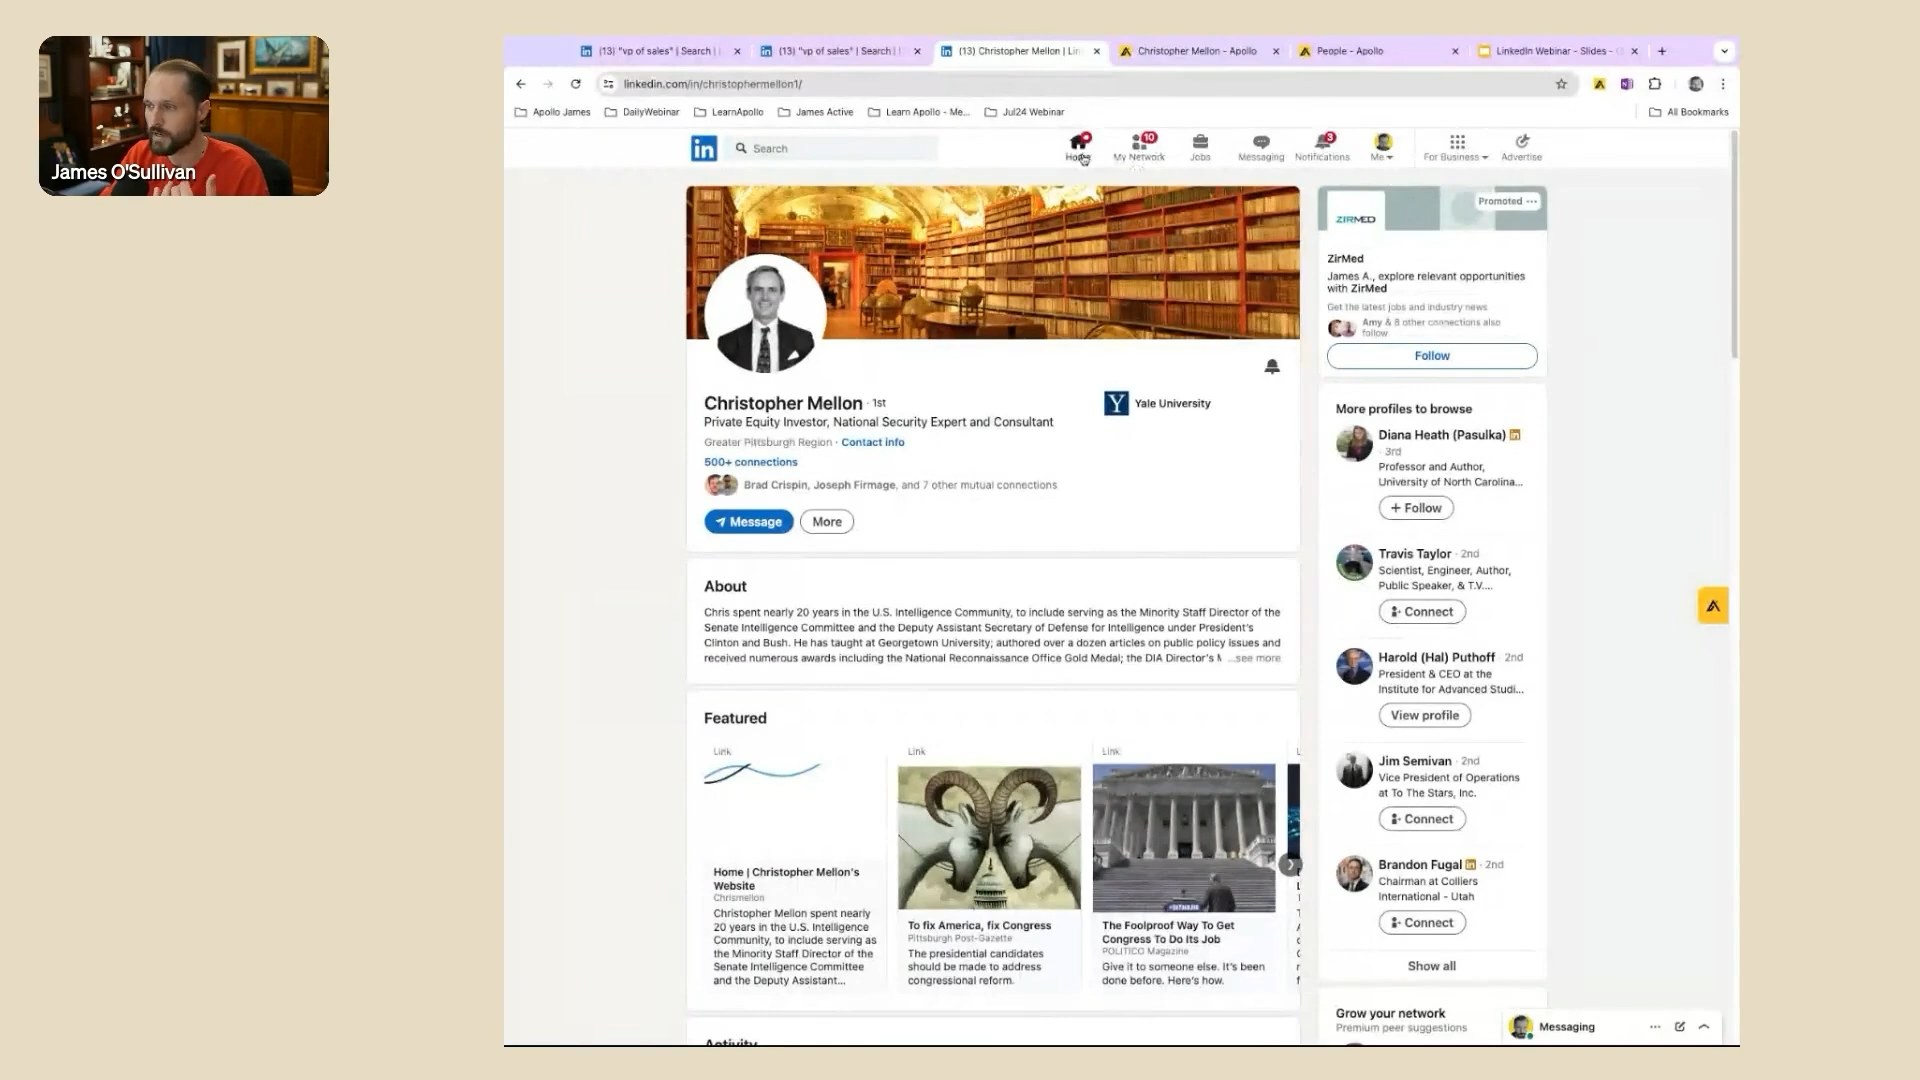 James O'Sullivan
(13) "vp of sales" | Search |
(13) "vp of sales" | Search |
(13) Christopher Mellon | Lin
Christopher Mellon - Apollo
People - Apollo
LinkedIn Webinar - Slides -
linkedin.com/in/christophermellon1/
Apollo James
DailyWebinar
LearnApollo
James Active
Learn Apollo - Me...
Jul24 Webinar
All Bookmarks
in
Search
Home
10
My Network
Jobs
Messaging
3
Notifications
Me
For Business
Advertise
Christopher Mellon · 1st
Private Equity Investor, National Security Expert and Consultant
Greater Pittsburgh Region · Contact info
500+ connections
Brad Crispin, Joseph Firmage, and 7 other mutual connections
Y Yale University
Message
More
About
Chris spent nearly 20 years in the U.S. Intelligence Community, to include serving as the Minority Staff Director of the
Senate Intelligence Committee and the Deputy Assistant Secretary of Defense for Intelligence under President's
Clinton and Bush. He has taught at Georgetown University; authored over a dozen articles on public policy issues and
received numerous awards including the National Reconnaissance Office Gold Medal; the DIA Director's M ...see more
Featured
Link
Home | Christopher Mellon's
Website
Chrismellon
Christopher Mellon spent nearly
20 years in the U.S. Intelligence
Community, to include serving as
the Minority Staff Director of the
Senate Intelligence Committee
and the Deputy Assistant...
Link
To fix America, fix Congress
Pittsburgh Post-Gazette
The presidential candidates
should be made to address
congressional reform.
Link
The Foolproof Way To Get
Congress To Do Its Job
POLITICO Magazine
Give it to someone else. It's been
done before. Here's how.
Activity
ZIRMED
Promoted ···
ZirMed
James A., explore relevant opportunities
with ZirMed
Get the latest jobs and industry news
Amy & 8 other connections also
follow
Follow
More profiles to browse
Diana Heath (Pasulka) in
· 3rd
Professor and Author,
University of North Carolina...
+ Follow
Travis Taylor · 2nd
Scientist, Engineer, Author,
Public Speaker, & T.V....
Connect
Harold (Hal) Puthoff · 2nd
President & CEO at the
Institute for Advanced Studi...
View profile
Jim Semivan · 2nd
Vice President of Operations
at To The Stars, Inc.
Connect
Brandon Fugal in · 2nd
Chairman at Colliers
International - Utah
Connect
Show all
Grow your network
Premium peer suggestions
Messaging